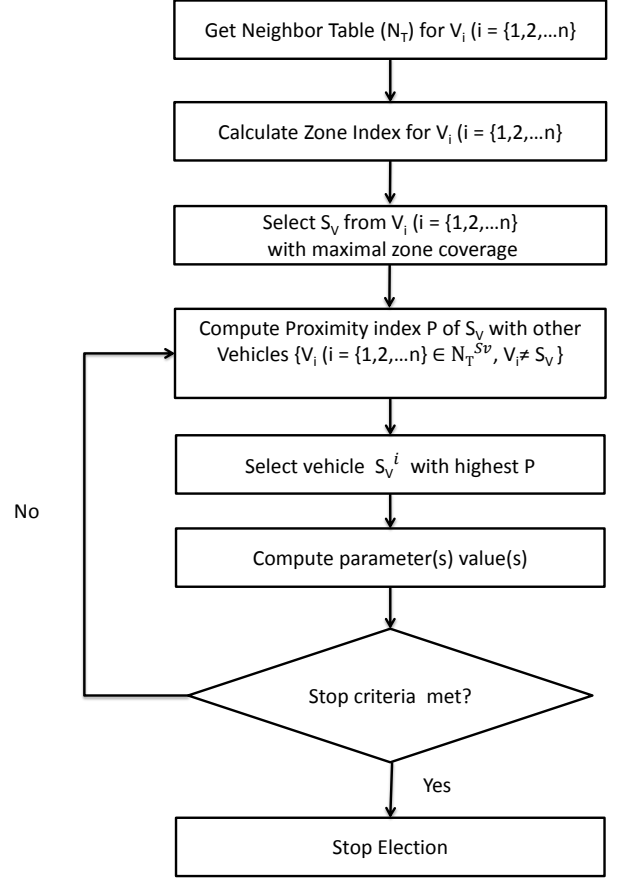 Get Neighbor Table (N_T) for V_i (i = {1,2,...n}
Calculate Zone Index for V_i (i = {1,2,...n}
Select S_V from V_i (i = {1,2,...n}
with maximal zone coverage
Compute Proximity index P of S_V with other
Vehicles {V_i (i = {1,2,...n} ∈ N_T^Sv, V_i≠ S_V}
Select vehicle S_V^i with highest P
No
Compute parameter(s) value(s)
Stop criteria met?
Yes
Stop Election